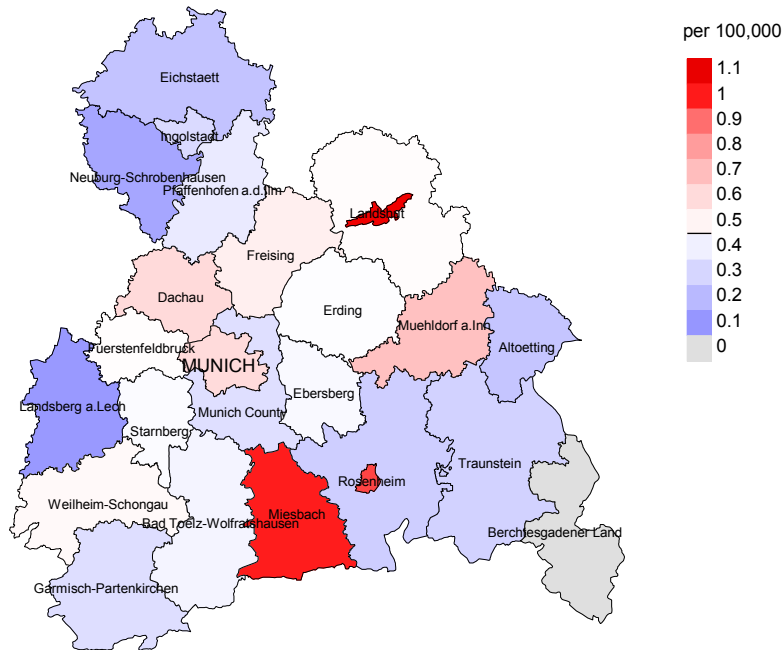 per 100,000
1.1
1
0.9
0.8
0.7
0.6
0.5
0.4
0.3
0.2
0.1
0
Eichstaett
Ingolstadt
Neuburg-Schrobenhausen
Pfaffenhofen a.d.Ilm
Landshut
Freising
Dachau
Erding
Muehldorf a.Inn
Altoetting
Fuerstenfeldbruck
MUNICH
Ebersberg
Landsberg a.Lech
Munich County
Starnberg
Traunstein
Rosenheim
Weilheim-Schongau
Miesbach
Bad Toelz-Wolfratshausen
Berchtesgadener Land
Garmisch-Partenkirchen